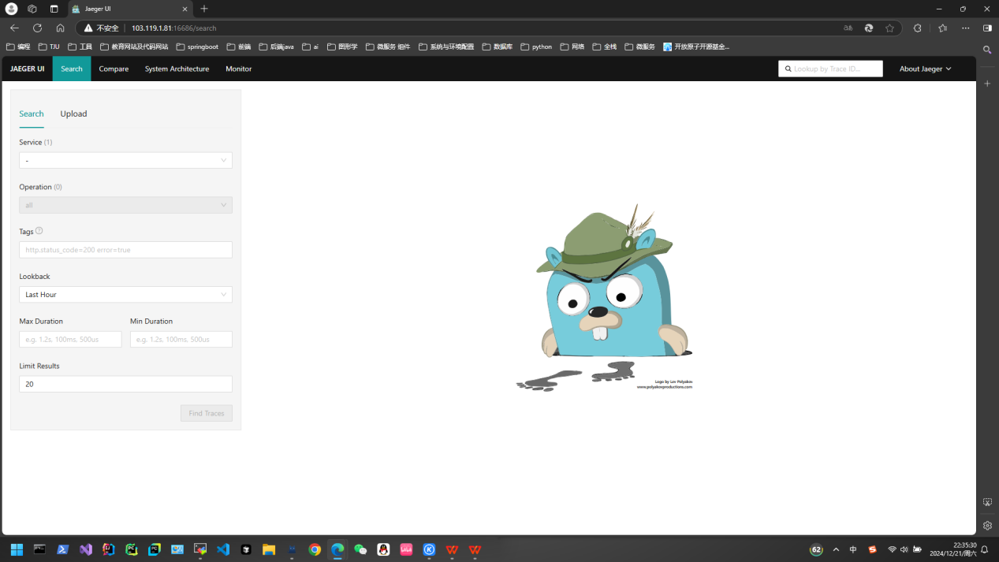 Jaeger UI
不安全 | 103.119.1.81:16686/search
编程 TJU 工具 教育网站及代码网站 springboot 前端 后端java ai 图形学 微服务 组件 系统与环境配置 数据库 python 网络 全栈 微服务 开放原子开源基金...
JAEGER UI Search Compare System Architecture Monitor Lookup by Trace ID... About Jaeger
Search Upload
Service (1)
-
Operation (0)
all
Tags
http.status_code=200 error=true
Lookback
Last Hour
Max Duration Min Duration
e.g. 1.2s, 100ms, 500us e.g. 1.2s, 100ms, 500us
Limit Results
20
Find Traces
Logo by Lev Polyakov
www.polyakovproductions.com
62 中 22:35:30
2024/12/21/周六